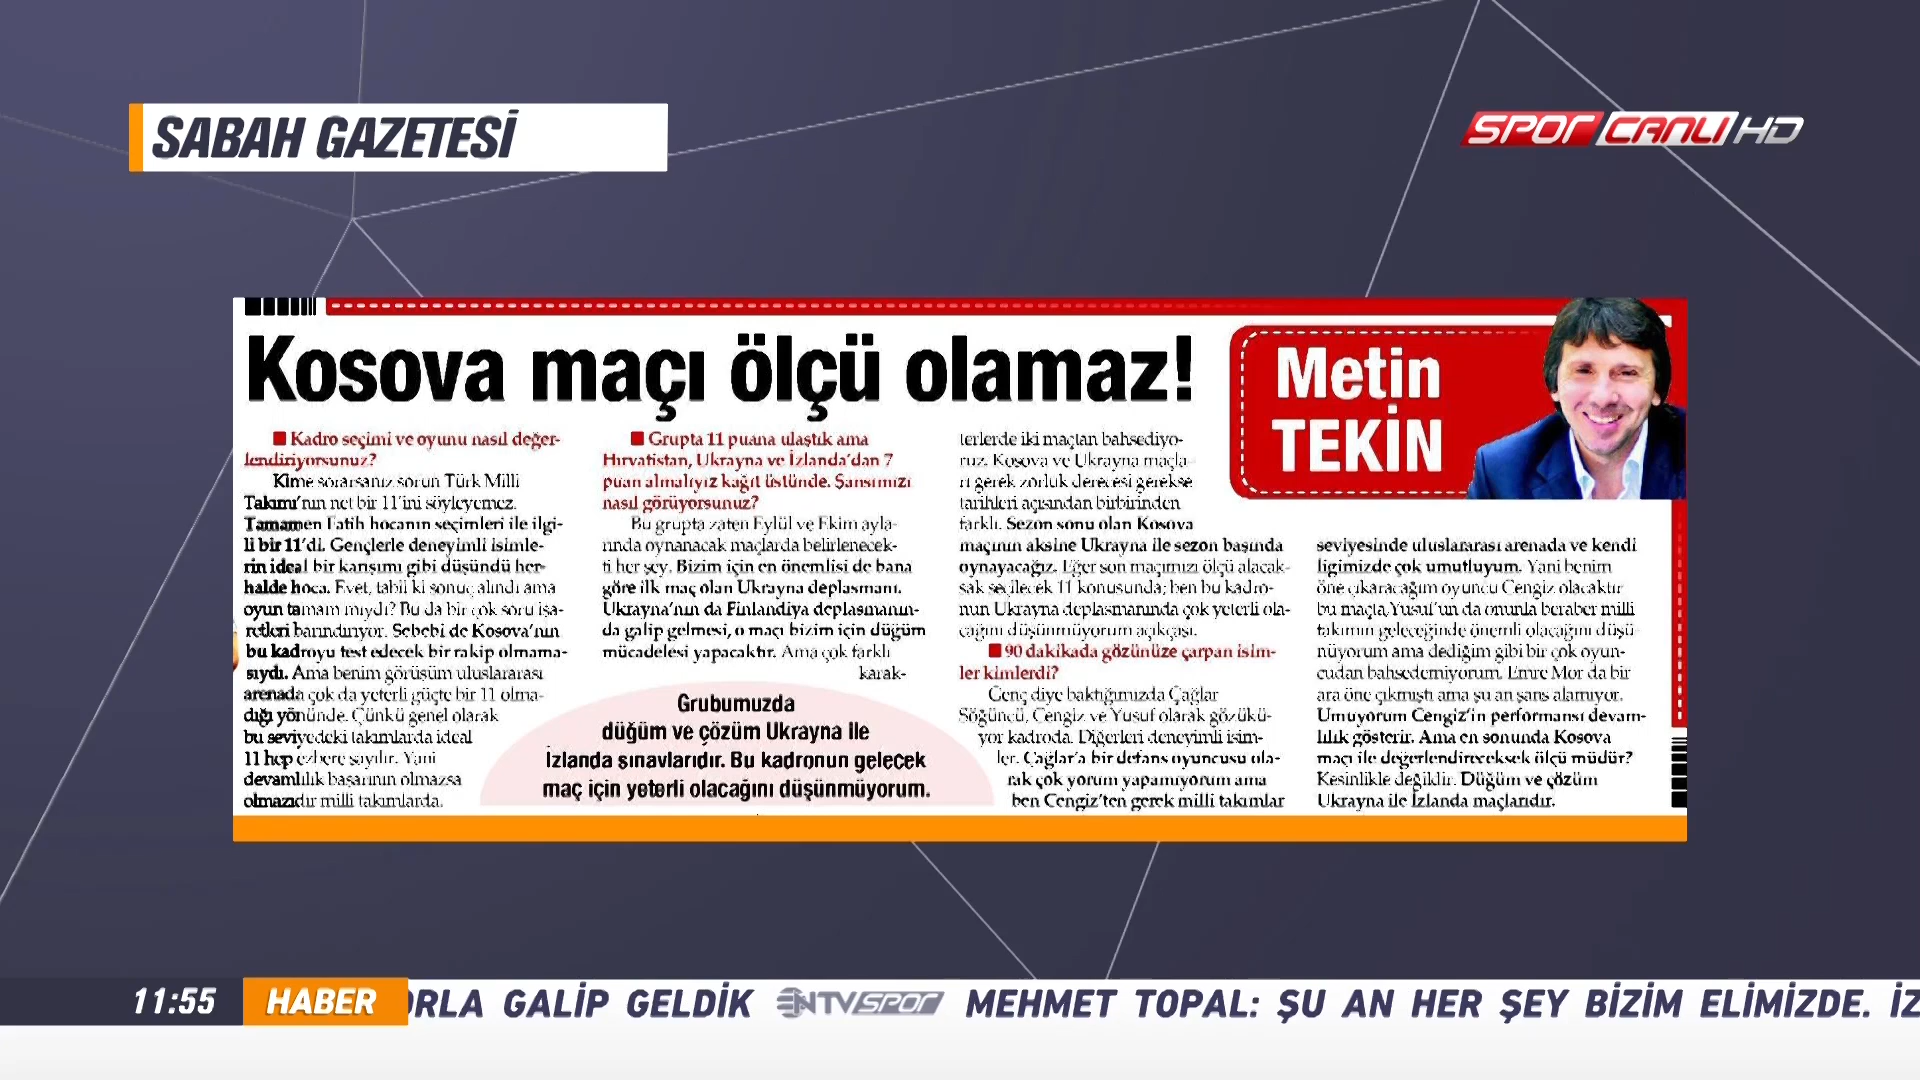 SABAH GAZETESİ
SPOR CANLI HD
Kosova maçı ölçü olamaz!
Metin
TEKİN
Kadro seçimi ve oyunu nasıl değer-
lendiriyorsunuz?
Kime sorarsanız sorun Türk Milli
Takımı'nın net bir 11'ini söyleyemez.
Tamamen Fatih hocanın seçimleri ile ilgi-
li bir 11'di. Gençlerle deneyimli isimle-
rin ideal bir karışımı gibi düşündü her-
halde hoca. Evet, tabii ki sonuç alındı ama
oyun tamam mıydı? Bu da bir çok soru işa-
retleri barındırıyor. Sebebi de Kosova'nın
bu kadroyu test edecek bir rakip olmama-
sıydı. Ama benim görüşüm uluslararası
arenada çok da yeterli güçte bir 11 olma-
dığı yönünde. Çünkü genel olarak
bu seviyedeki takımlarda ideal
11 hep ezbere sayılır. Yani
devamlılık başarının olmazsa
olmazıdır milli takımlarda.
Grupta 11 puana ulaştık ama
Hırvatistan, Ukrayna ve İzlanda'dan 7
puan almalıyız kağıt üstünde. Şansımızı
nasıl görüyorsunuz?
Bu grupta zaten Eylül ve Ekim ayla-
rında oynanacak maçlarda belirlenecek-
ti her şey. Bizim için en önemlisi de bana
göre ilk maç olan Ukrayna deplasmanı.
Ukrayna'nın da Finlandiya deplasmanın-
da galip gelmesi, o maçı bizim için düğüm
mücadelesi yapacaktır. Ama çok farklı
karak-
Grubumuzda
düğüm ve çözüm Ukrayna ile
İzlanda sınavlarıdır. Bu kadronun gelecek
maç için yeterli olacağını düşünmüyorum.
terlerde iki maçtan bahsediyo-
ruz. Kosova ve Ukrayna maçla-
rı gerek zorluk derecesi gerekse
tarihleri açısından birbirinden
farklı. Sezon sonu olan Kosova
maçının aksine Ukrayna ile sezon başında
oynayacağız. Eğer son maçımızı ölçü alacak-
sak seçilecek 11 konusunda; ben bu kadro-
nun Ukrayna deplasmanında çok yeterli ola-
cağını düşünmüyorum açıkçası.
90 dakikada gözünüze çarpan isim-
ler kimlerdi?
Genç diye baktığımızda Çağlar
Söğüncü, Cengiz ve Yusuf olarak gözükü-
yor kadroda. Diğerleri deneyimli isim-
ler. Çağlar'a bir defans oyuncusu ola-
rak çok yorum yapamıyorum ama
ben Cengiz'ten gerek milli takımlar
seviyesinde uluslararası arenada ve kendi
ligimizde çok umutluyum. Yani benim
öne çıkaracağım oyuncu Cengiz olacaktır
bu maçta. Yusuf'un da onunla beraber milli
takımın geleceğinde önemli olacağını düşü-
nüyorum ama dediğim gibi bir çok oyun-
cudan bahsedemiyorum. Emre Mor da bir
ara öne çıkmıştı ama şu an şans alamıyor.
Umuyorum Cengiz'in performansı devam-
lılık gösterir. Ama en sonunda Kosova
maçı ile değerlendireceksek ölçü müdür?
Kesinlikle değildir. Düğüm ve çözüm
Ukrayna ile İzlanda maçlarıdır.
11:55 HABER ORLA GALİP GELDİK NTVSPOR MEHMET TOPAL: ŞU AN HER ŞEY BİZİM ELİMİZDE. İZ